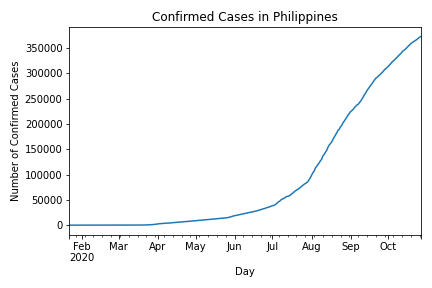 Confirmed Cases in Philippines
Number of Confirmed Cases
350000
300000
250000
200000
150000
100000
50000
0
Feb Mar Apr May Jun Jul Aug Sep Oct
2020
Day